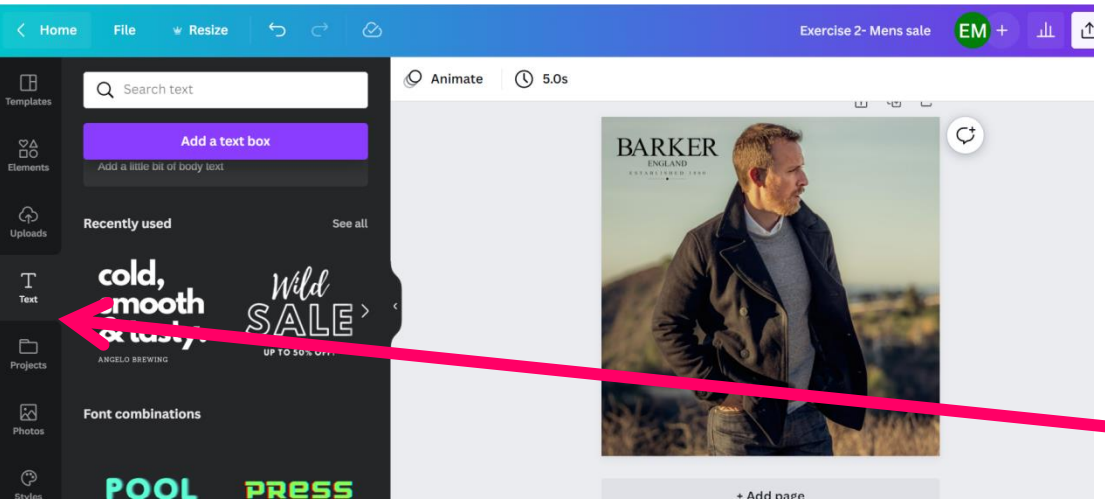 Home File Resize Exercise 2- Mens sale EM +
Animate 5.0s
Templates
Elements
Uploads
Text
Projects
Photos
Styles
Search text
Add a text box
Add a little bit of body text
Recently used See all
cold,
smooth
& tasty.
ANGELO BREWING
Wild
SALE
UP TO 50% OFF!
Font combinations
POOL
PRESS
BARKER
ENGLAND
ESTABLISHED 1880
+ Add page